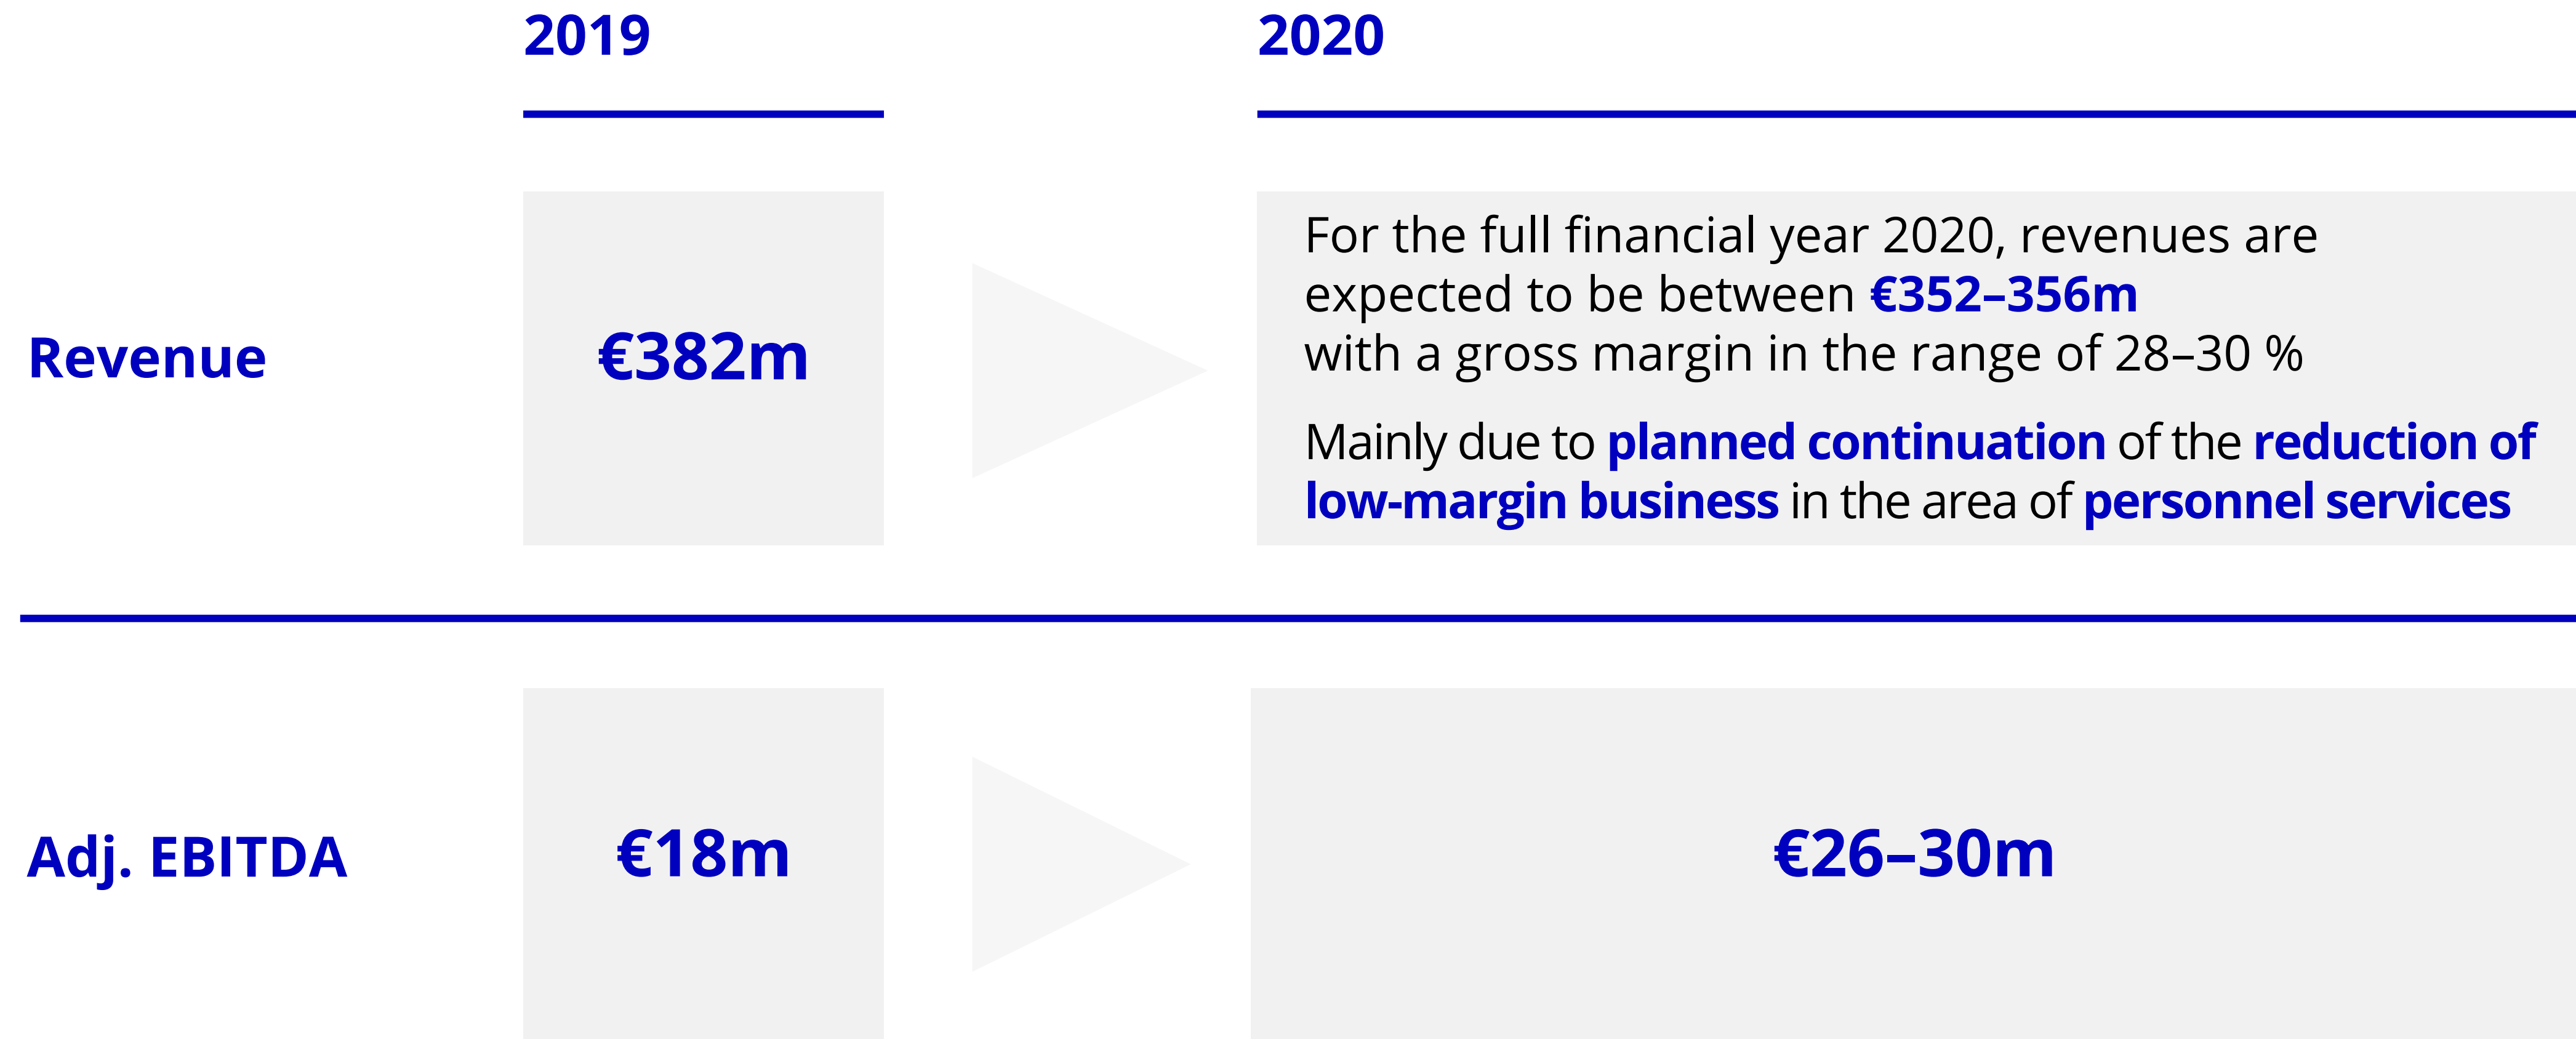 2019
2020
Revenue
€382m
For the full financial year 2020, revenues are
expected to be between €352–356m
with a gross margin in the range of 28–30 %
Mainly due to planned continuation of the reduction of
low-margin business in the area of personnel services
Adj. EBITDA
€18m
€26–30m